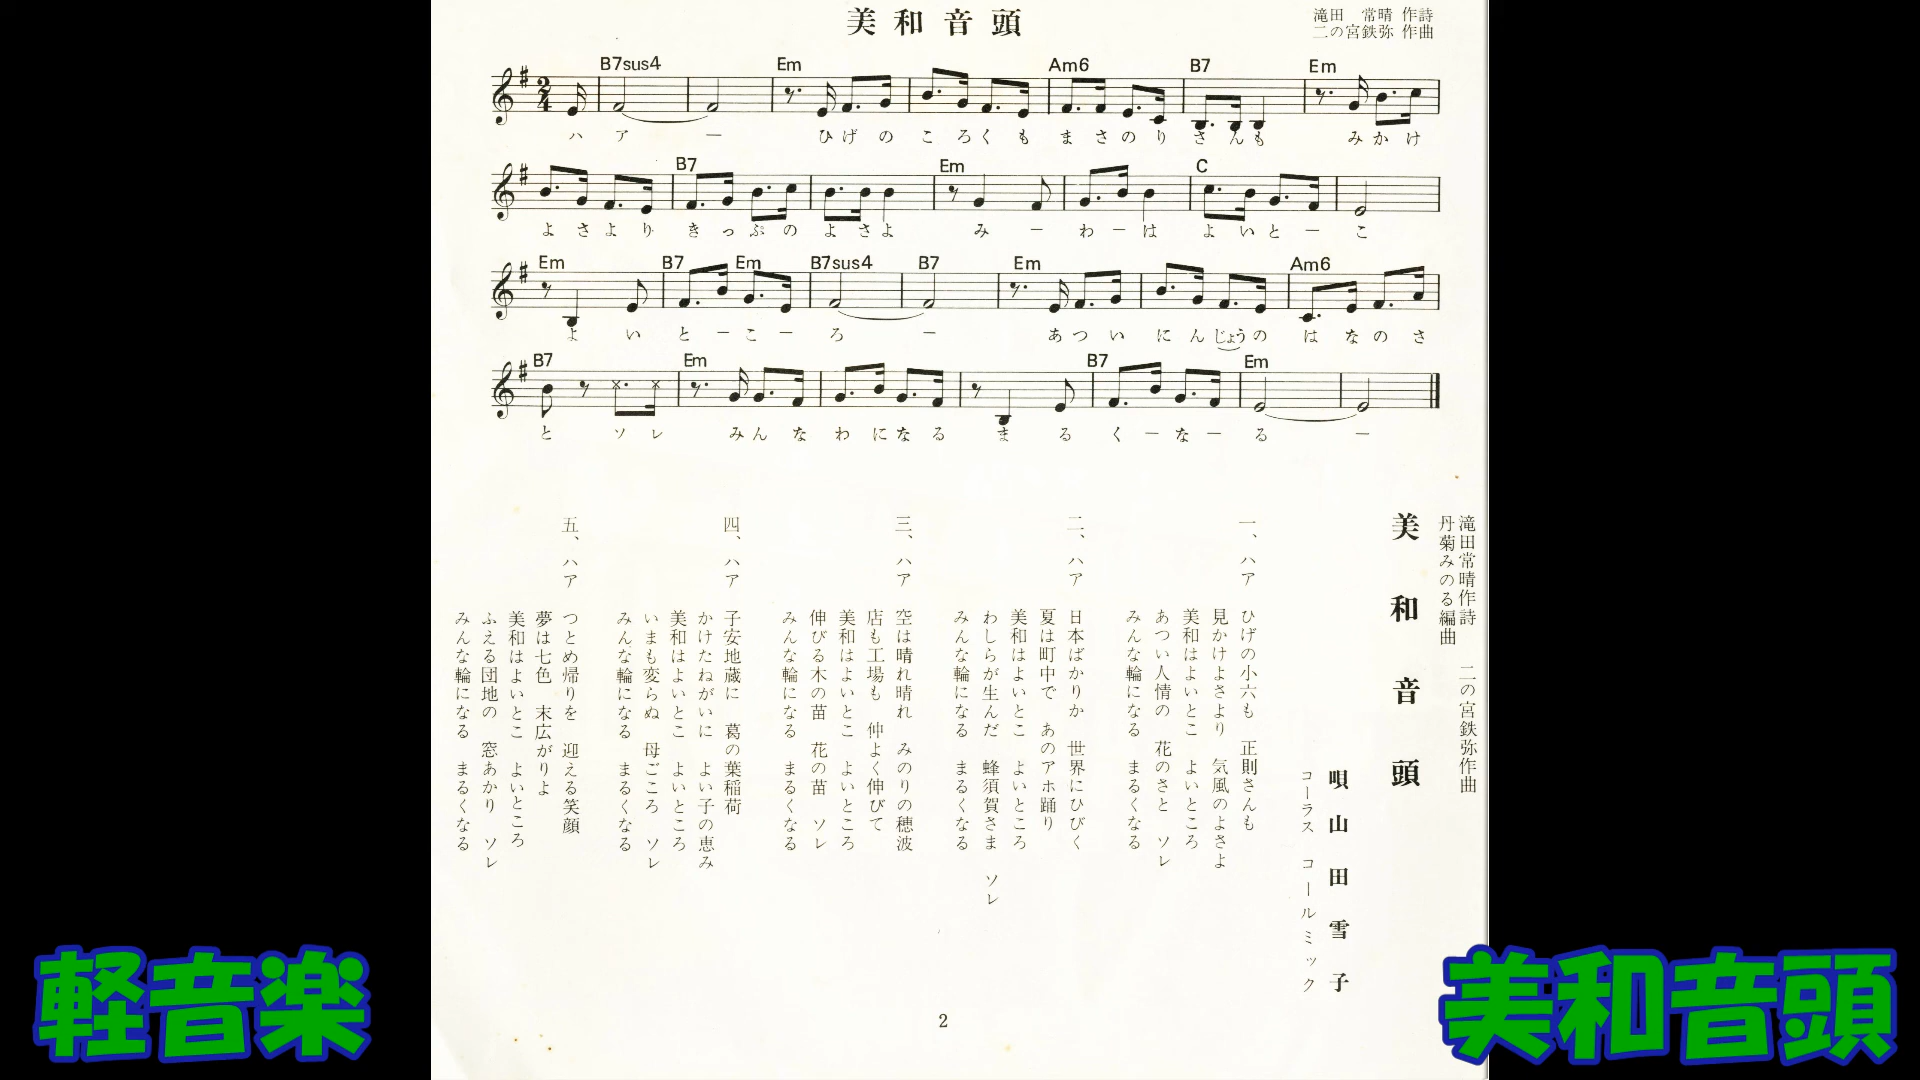 美和音頭
滝田 常晴 作詩
二の宮鉄弥 作曲
B7sus4 Em Am6 B7 Em
ハ ア ー ひげ の こ ろく も ま さ の り さ ん も み か け
B7 Em C
よ さ よ り き っ ぷ の よ さ よ み ー わ ー は よ い と ー こ
Em B7 Em B7sus4 B7 Em Am6
よ い と ー こ ー ろ ー あ つ い に ん じょう の は な の さ
B7 Em B7 Em
と ソ レ み ん な わ に な る ま る く ー な ー る ー
滝田常晴作詩 二の宮鉄弥作曲
丹菊みのる編曲
美和音頭
唄 山田雪子
コーラス コールミック
一、ハア ひげの小六も 正則さんも
見かけよさより 気風のよさよ
美和はよいとこ よいところ
あつい人情の 花のさと ソレ
みんな輪になる まるくなる
二、ハア 日本ばかりか 世界にひびく
夏は町中で あのアホ踊り
美和はよいとこ よいところ
わしらが生んだ 蜂須賀さま ソレ
みんな輪になる まるくなる
三、ハア 空は晴れ晴れ みのりの穂波
店も工場も 仲よく伸びて
美和はよいとこ よいところ
伸びる木の苗 花の苗 ソレ
みんな輪になる まるくなる
四、ハア 子安地蔵に 葛の葉稲荷
かけたねがいに よい子の恵み
美和はよいとこ よいところ
いまも変らぬ 母ごころ ソレ
みんな輪になる まるくなる
五、ハア つとめ帰りを 迎える笑顔
夢は七色 末広がりよ
美和はよいとこ よいところ
ふえる団地の 窓あかり ソレ
みんな輪になる まるくなる
2
軽音楽
美和音頭